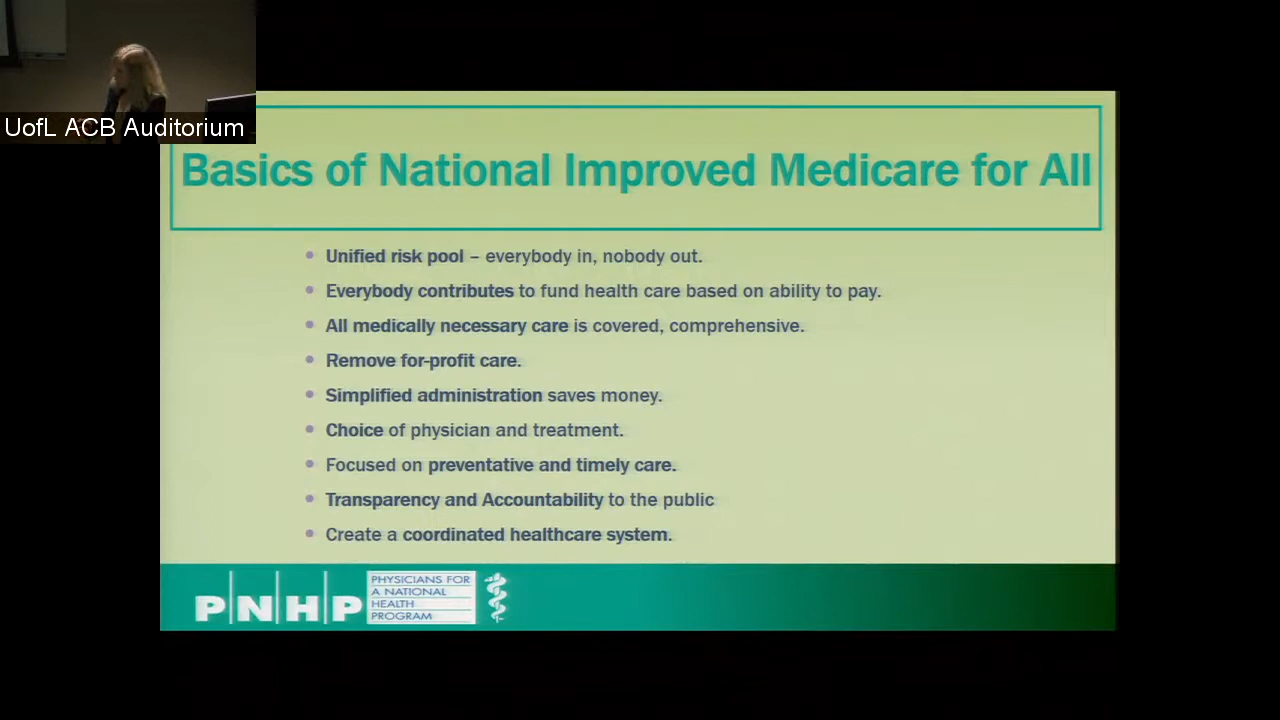 UofL ACB Auditorium
Basics of National Improved Medicare for All
• Unified risk pool – everybody in, nobody out.
• Everybody contributes to fund health care based on ability to pay.
• All medically necessary care is covered, comprehensive.
• Remove for-profit care.
• Simplified administration saves money.
• Choice of physician and treatment.
• Focused on preventative and timely care.
• Transparency and Accountability to the public
• Create a coordinated healthcare system.
PNHP
PHYSICIANS FOR
A NATIONAL
HEALTH
PROGRAM